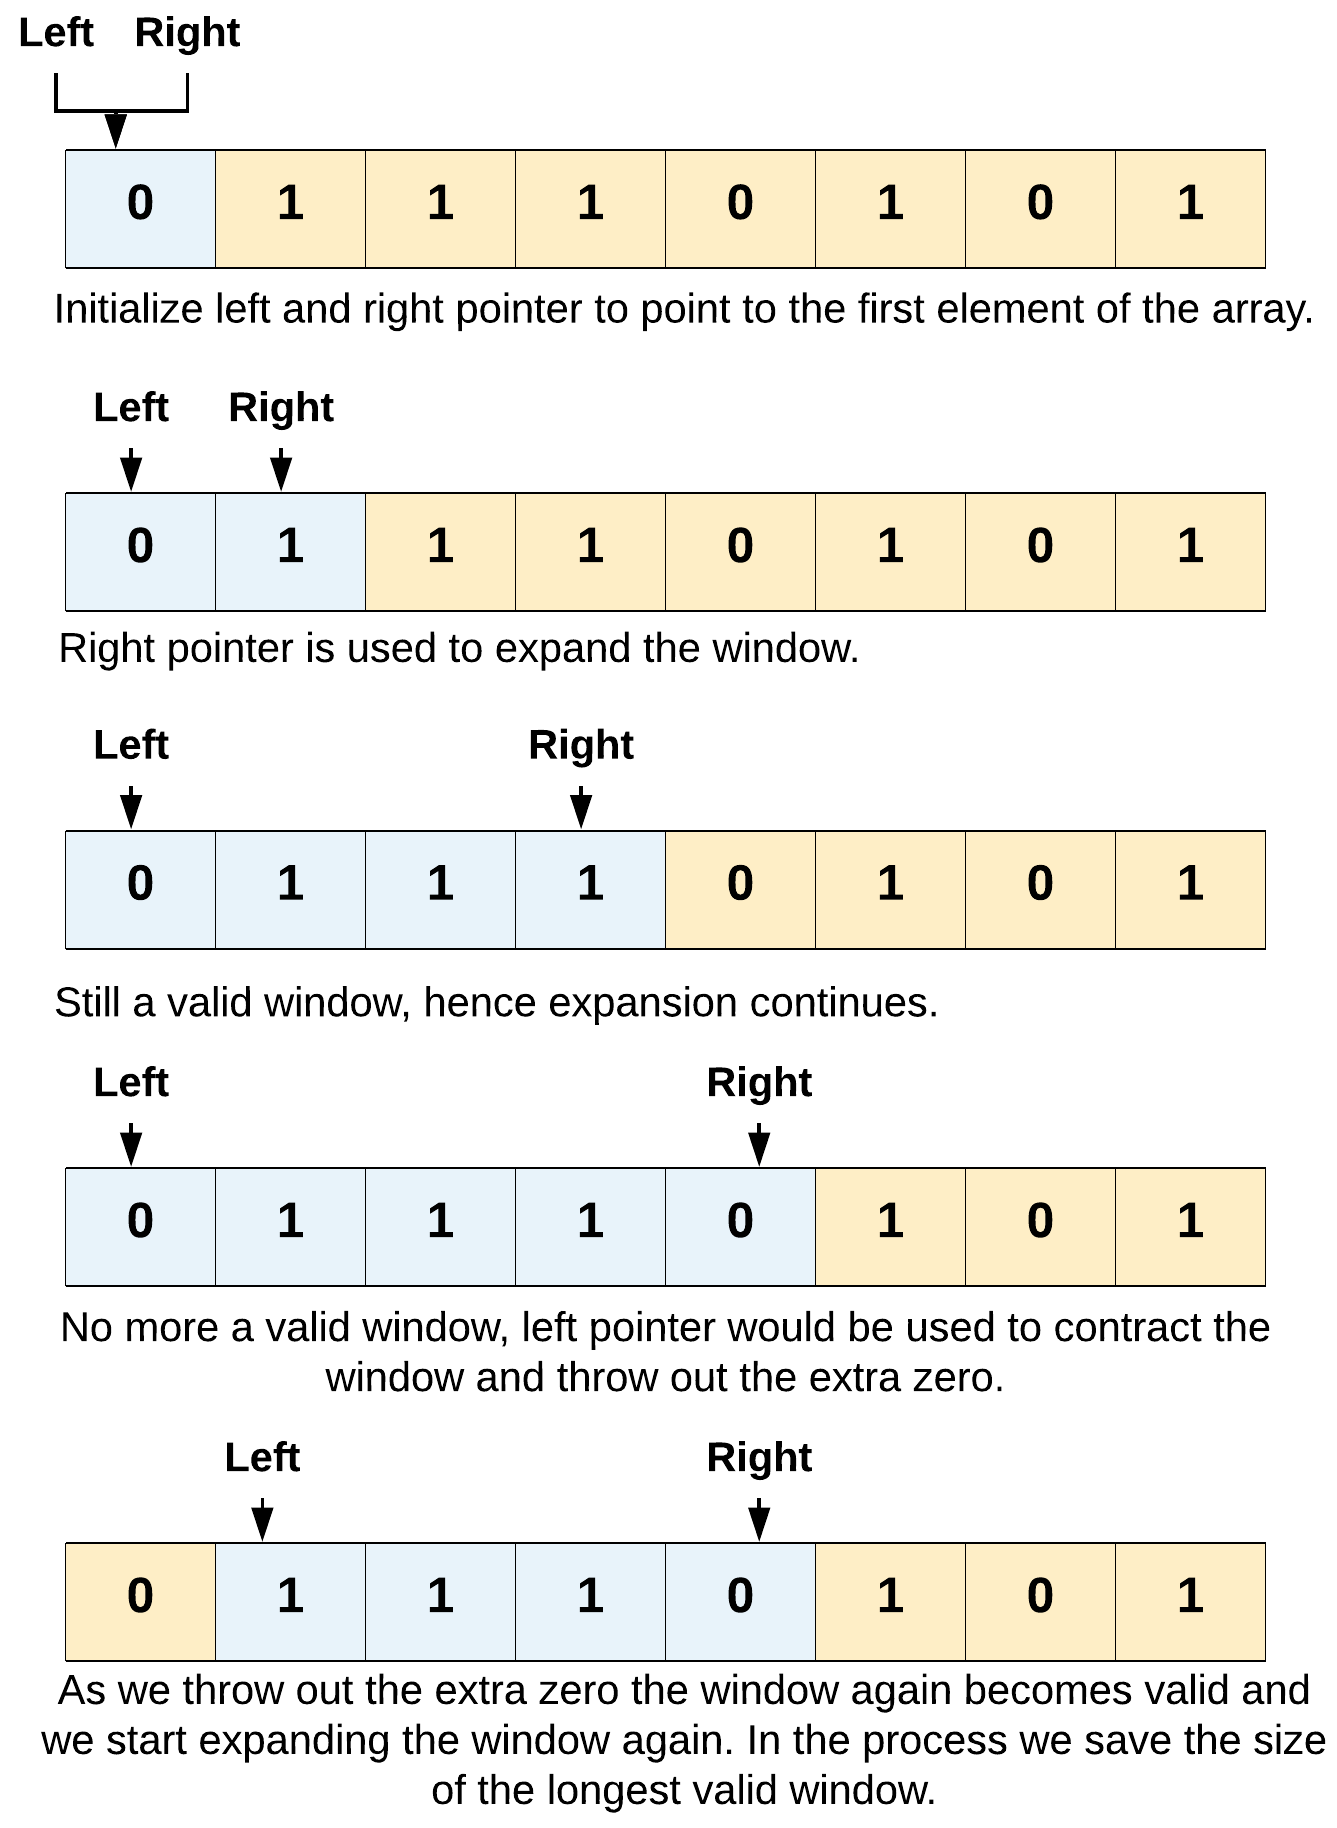 Left Right
0 1 1 1 0 1 0 1
Initialize left and right pointer to point to the first element of the array.
Left Right
0 1 1 1 0 1 0 1
Right pointer is used to expand the window.
Left Right
0 1 1 1 0 1 0 1
Still a valid window, hence expansion continues.
Left Right
0 1 1 1 0 1 0 1
No more a valid window, left pointer would be used to contract the
window and throw out the extra zero.
Left Right
0 1 1 1 0 1 0 1
As we throw out the extra zero the window again becomes valid and
we start expanding the window again. In the process we save the size
of the longest valid window.